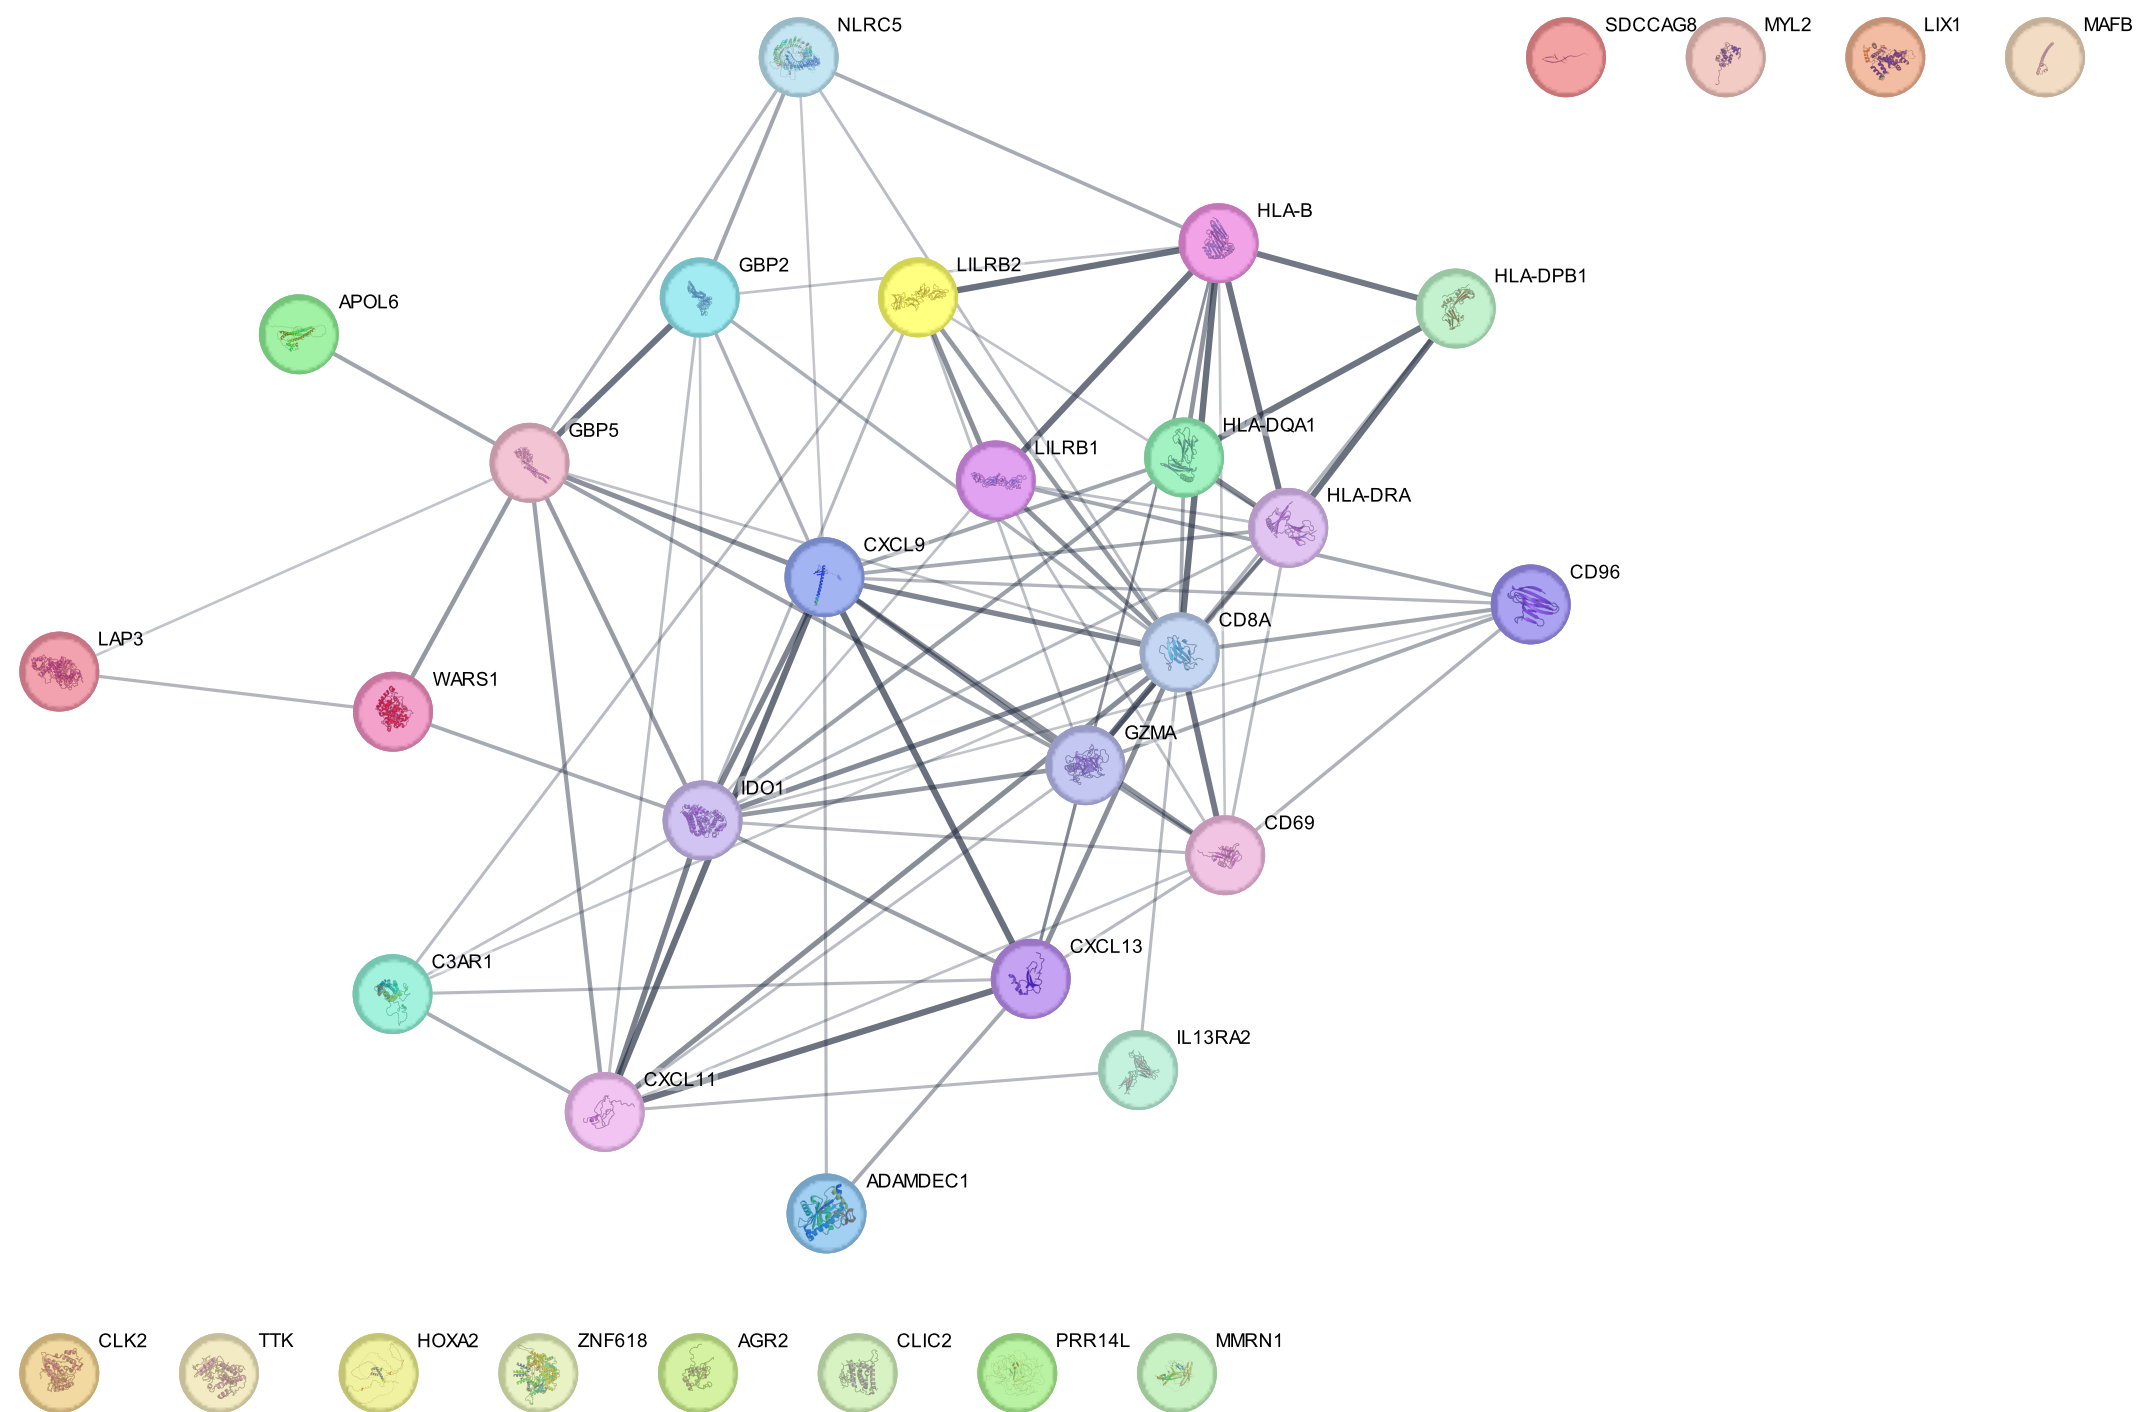 NLRC5
SDCCAG8
MYL2
LIX1
MAFB
HLA-B
GBP2
LILRB2
HLA-DPB1
APOL6
GBP5
LILRB1
HLA-DQA1
HLA-DRA
CXCL9
CD96
LAP3
CD8A
WARS1
GZMA
IDO1
CD69
C3AR1
CXCL13
IL13RA2
CXCL11
ADAMDEC1
CLK2
TTK
HOXA2
ZNF618
AGR2
CLIC2
PRR14L
MMRN1